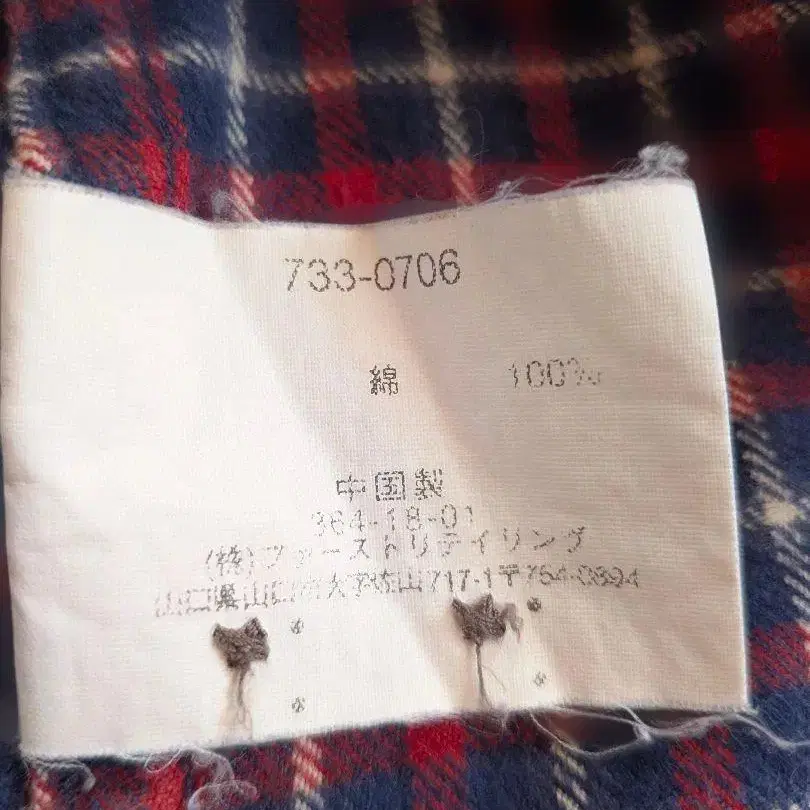 733-0706
綿 100%
中国製
364-18-01
(株)ファーストリテイリング
山口県山口市大字佐山717-1〒754-0894